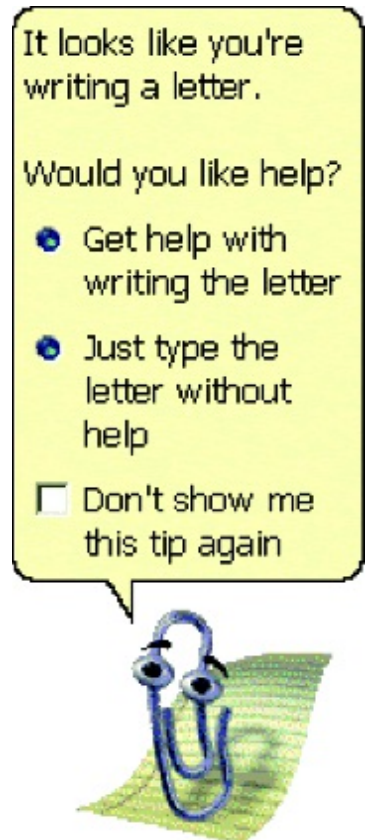 It looks like you're
writing a letter.
Would you like help?
Get help with
writing the letter
Just type the
letter without
help
Don't show me
this tip again